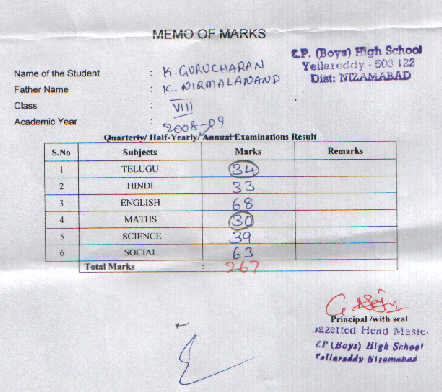 MEMO OF MARKS
C.P. (Boys) High School
Yellareddy - 503 122
Dist: NIZAMABAD
Name of the Student : K. GURUCHARAN
Father Name : K. NIRMALANAND
Class : VIII
Academic Year : 2008-09
Quarterly/ Half-Yearly/ Annual Examinations Result
S.No Subjects Marks Remarks
1 TELUGU 34
2 HINDI 33
3 ENGLISH 68
4 MATHS 30
5 SCIENCE 39
6 SOCIAL 63
Total Marks : 267
Principal /with seal
Gazetted Head Master
C.P (Boys) High School
Yellareddy Nizamabad